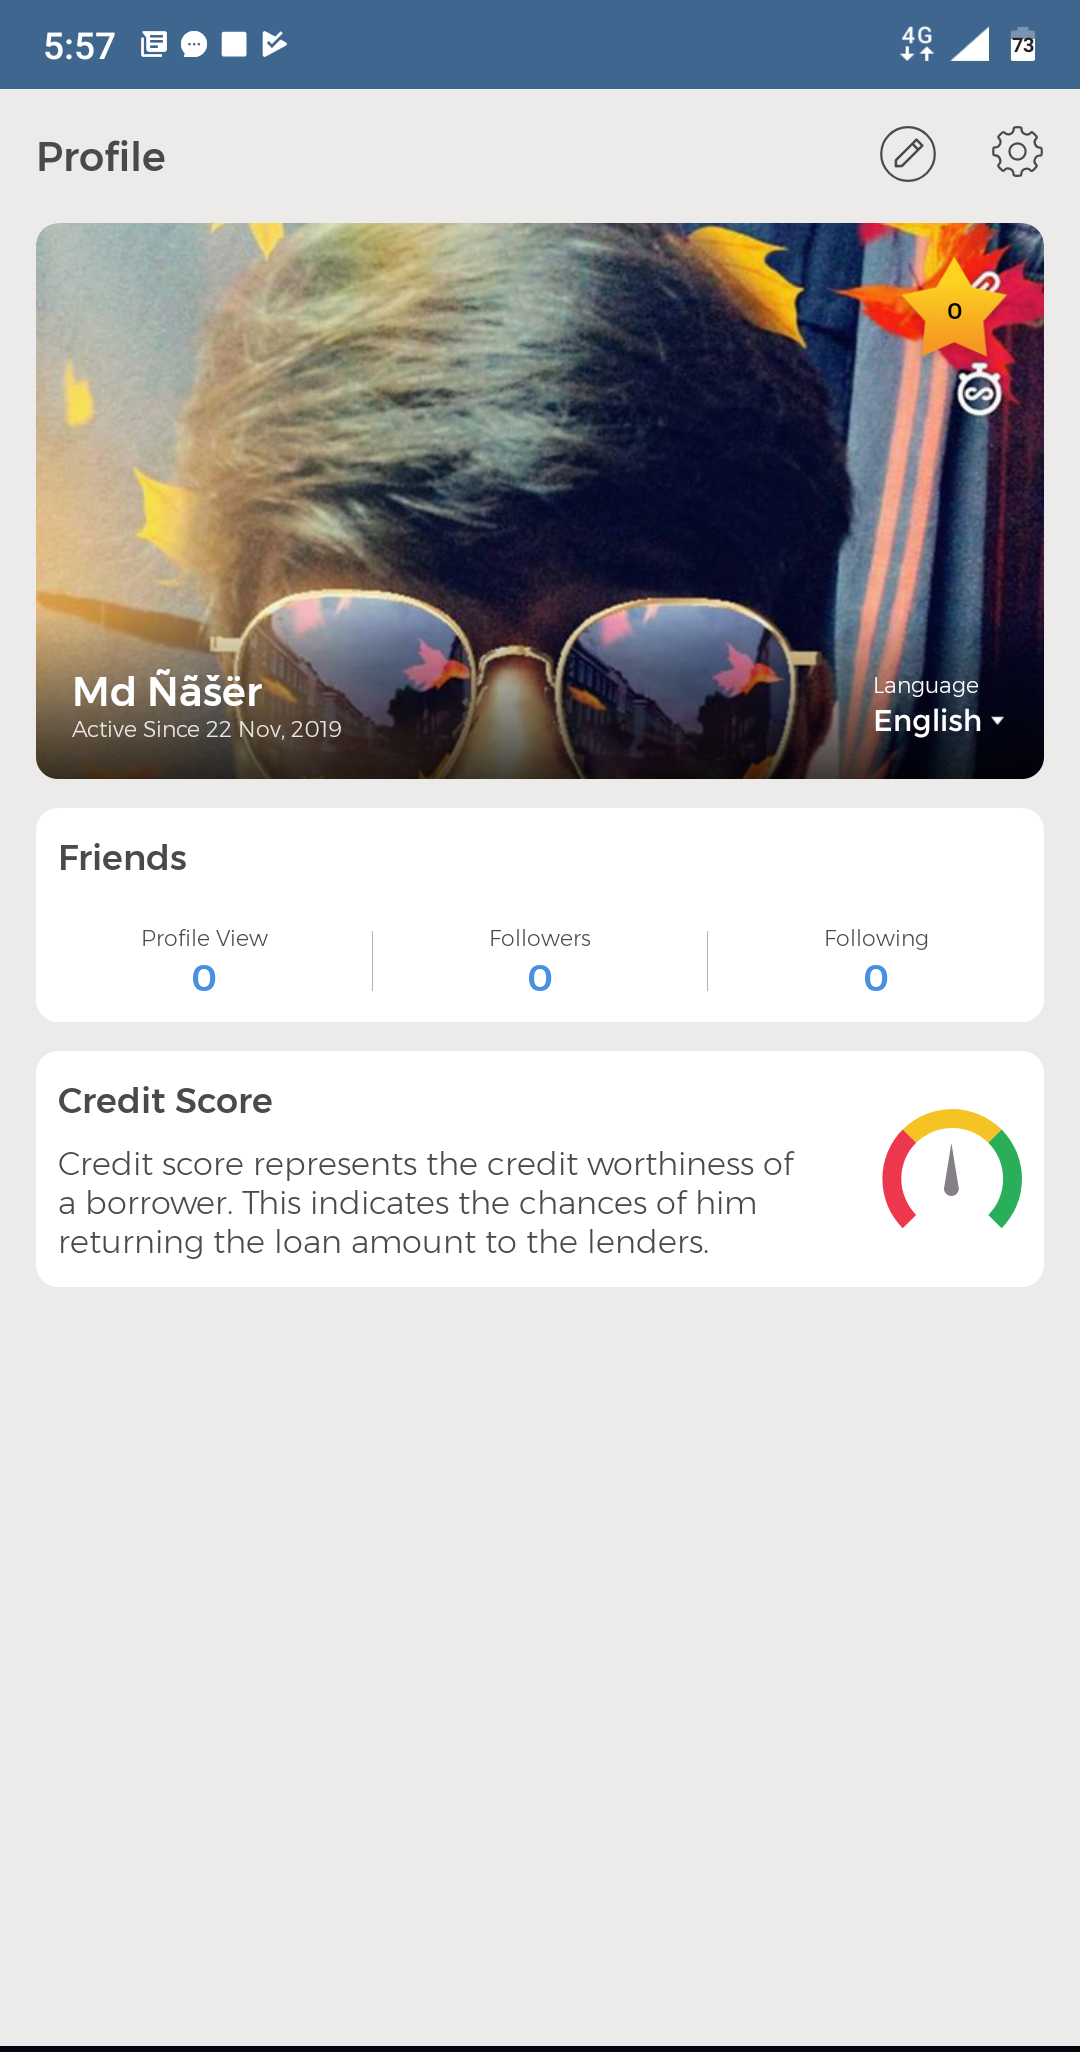 5:57
4G
73
Profile
0
Md Ñãšër
Active Since 22 Nov, 2019
Language
English
Friends
Profile View
Followers
Following
0
0
0
Credit Score
Credit score represents the credit worthiness of
a borrower. This indicates the chances of him
returning the loan amount to the lenders.